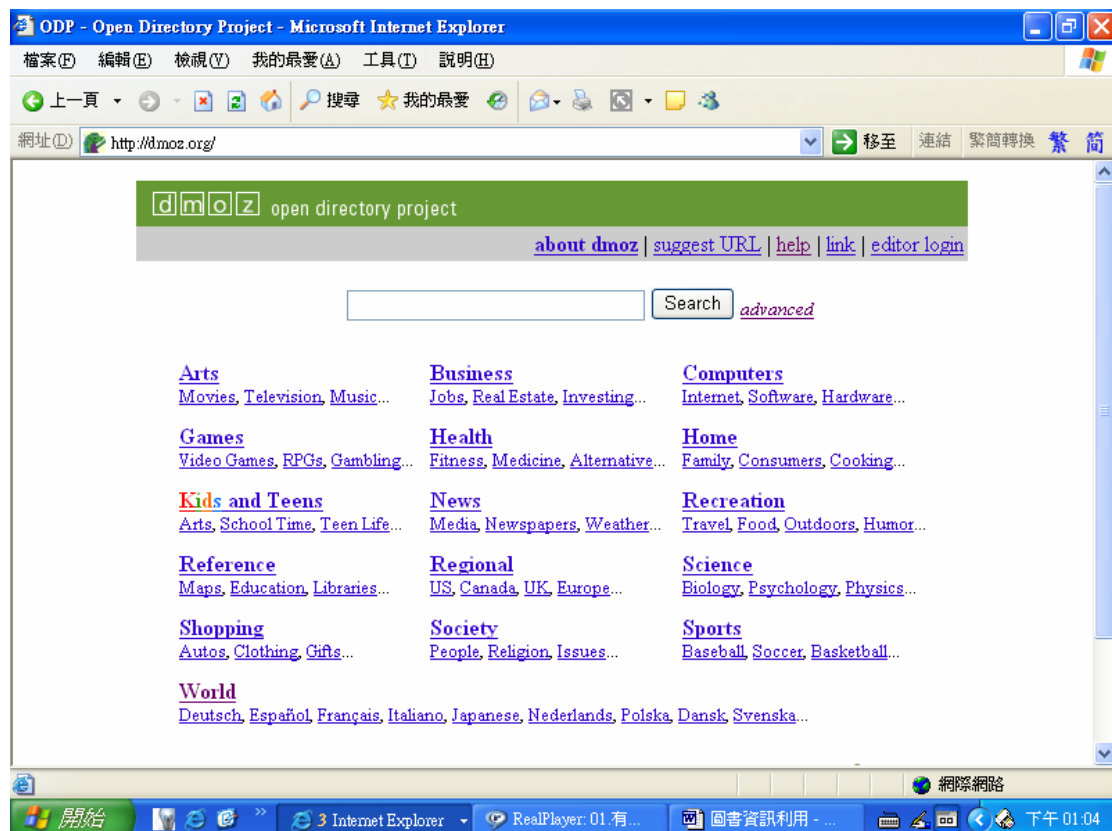 ODP - Open Directory Project - Microsoft Internet Explorer
檔案(F) 編輯(E) 檢視(V) 我的最愛(A) 工具(T) 說明(H)
上一頁 搜尋 我的最愛
網址(D) http://dmoz.org/ 移至 連結 繁簡轉換 繁 简
dmoz open directory project
about dmoz | suggest URL | help | link | editor login
Search advanced
Arts Business Computers
Movies, Television, Music... Jobs, Real Estate, Investing... Internet, Software, Hardware...
Games Health Home
Video Games, RPGs, Gambling... Fitness, Medicine, Alternative... Family, Consumers, Cooking...
Kids and Teens News Recreation
Arts, School Time, Teen Life... Media, Newspapers, Weather... Travel, Food, Outdoors, Humor...
Reference Regional Science
Maps, Education, Libraries... US, Canada, UK, Europe... Biology, Psychology, Physics...
Shopping Society Sports
Autos, Clothing, Gifts... People, Religion, Issues... Baseball, Soccer, Basketball...
World
Deutsch, Español, Français, Italiano, Japanese, Nederlands, Polska, Dansk, Svenska...
網際網路
開始 » 3 Internet Explorer RealPlayer: 01.有... 圖書資訊利用 - ... 下午 01:04